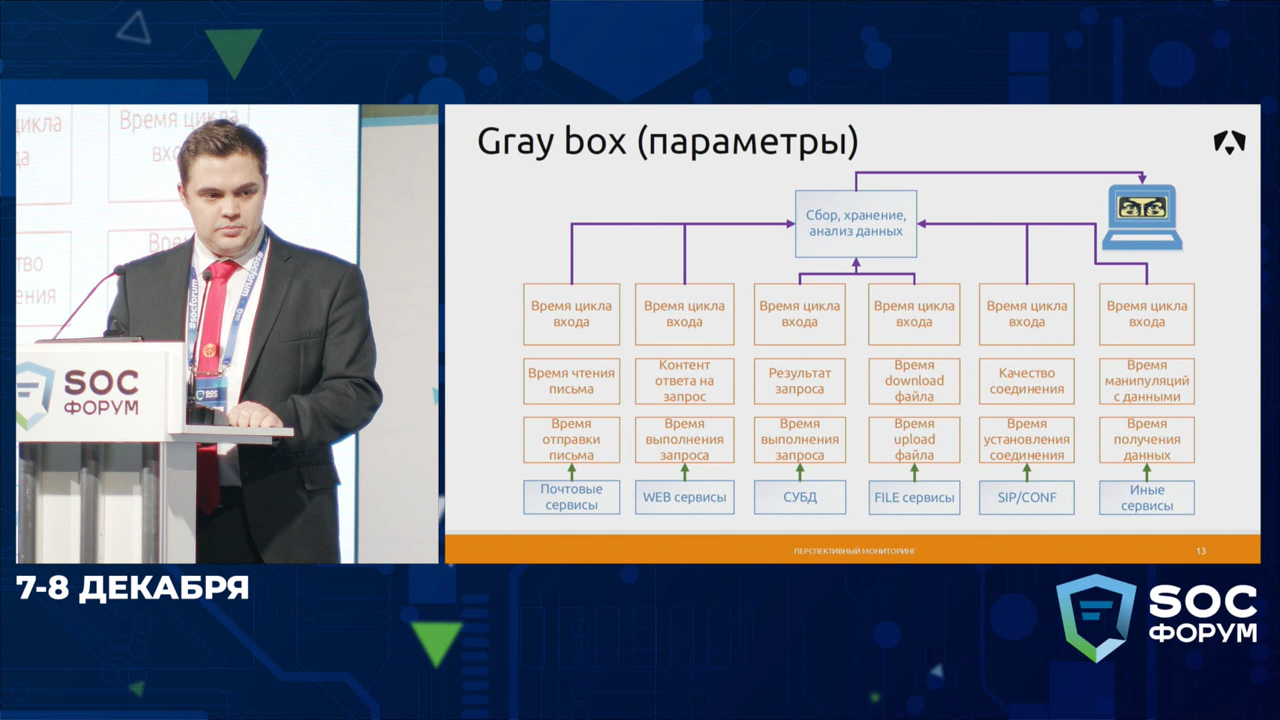 Gray box (параметры)
Сбор, хранение,
анализ данных
Время цикла
входа
Время цикла
входа
Время цикла
входа
Время цикла
входа
Время цикла
входа
Время цикла
входа
Время чтения
письма
Контент
ответа на
запрос
Результат
запроса
Время
download
файла
Качество
соединения
Время
манипуляций
с данными
Время
отправки
письма
Время
выполнения
запроса
Время
выполнения
запроса
Время
upload
файла
Время
установления
соединения
Время
получения
данных
Почтовые
сервисы
WEB сервисы
СУБД
FILE сервисы
SIP/CONF
Иные
сервисы
ПЕРСПЕКТИВНЫЙ МОНИТОРИНГ
13
цикла
Время цикла
SOC
ФОРУМ
#socforum
7-8 ДЕКАБРЯ
SOC
ФОРУМ